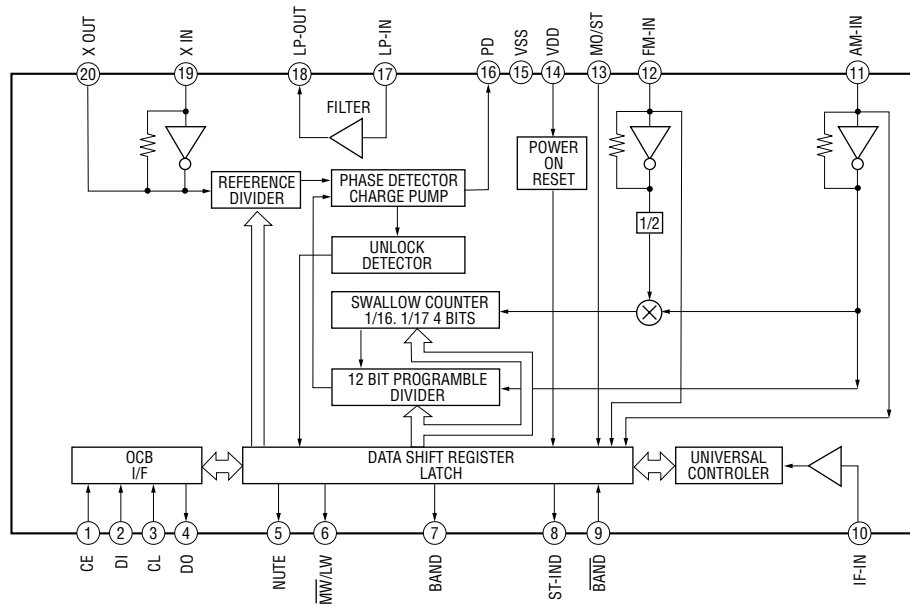 X OUT
X IN
LP-OUT
LP-IN
PD
VSS
VDD
MO/ST
FM-IN
AM-IN
20
19
18
17
16
15
14
13
12
11
FILTER
REFERENCE
DIVIDER
PHASE DETECTOR
CHARGE PUMP
POWER
ON
RESET
1/2
UNLOCK
DETECTOR
SWALLOW COUNTER
1/16. 1/17 4 BITS
12 BIT PROGRAMBLE
DIVIDER
OCB
I/F
DATA SHIFT REGISTER
LATCH
UNIVERSAL
CONTROLER
1
2
3
4
5
6
7
8
9
10
CE
DI
CL
DO
NUTE
MW/LW
BAND
ST-IND
BAND
IF-IN